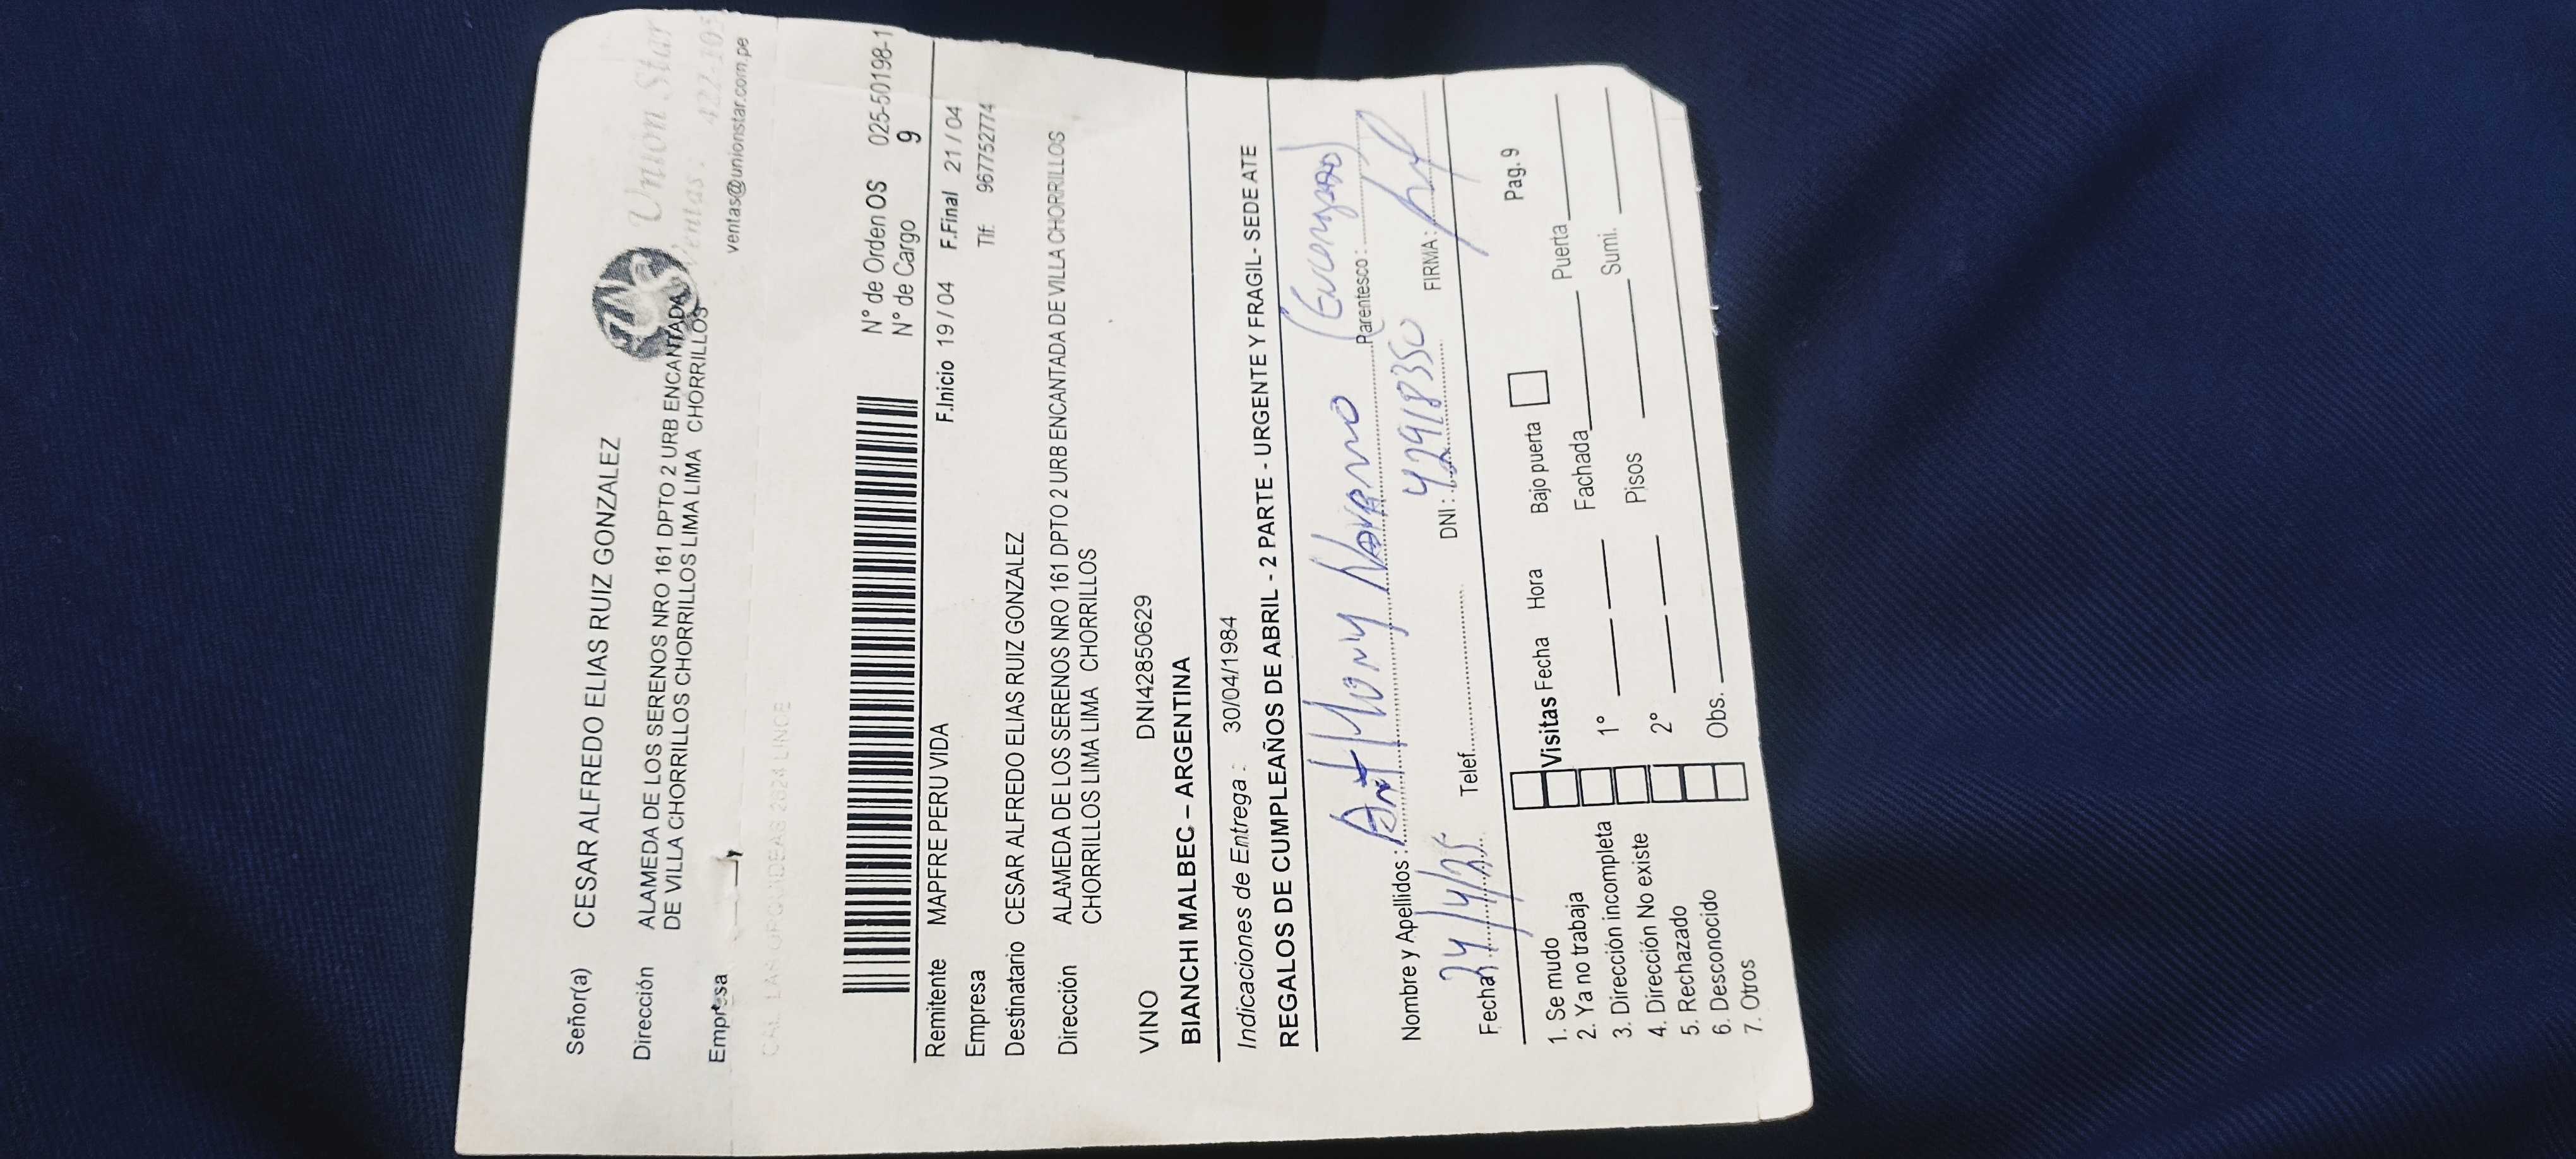 Señor(a) CESAR ALFREDO ELIAS RUIZ GONZALEZ
Dirección ALAMEDA DE LOS SERENOS NRO 161 DPTO 2 URB ENCANTADA
DE VILLA CHORRILLOS CHORRILLOS LIMA LIMA CHORRILLOS
Empresa
Union Star
Ventas:
ventas@unionstar.com.pe
N° de Orden OS 025-50198-1
N° de Cargo 9
Remitente MAPFRE PERU VIDA F.Inicio 19 / 04 F.Final 21 / 04
Empresa Tlf. 967752774
Destinatario CESAR ALFREDO ELIAS RUIZ GONZALEZ
Dirección ALAMEDA DE LOS SERENOS NRO 161 DPTO 2 URB ENCANTADA DE VILLA CHORRILLOS
CHORRILLOS LIMA LIMA CHORRILLOS
VINO DNI42850629
BIANCHI MALBEC – ARGENTINA
Indicaciones de Entrega : 30/04/1984
REGALOS DE CUMPLEAÑOS DE ABRIL - 2 PARTE - URGENTE Y FRAGIL- SEDE ATE
Nombre y Apellidos : Anthony Navarro Parentesco : (Encargado)
Fecha 24/4/25 Telef. DNI : 42918350 FIRMA :
1. Se mudo Visitas Fecha Hora Bajo puerta Pag. 9
2. Ya no trabaja Fachada Puerta
3. Dirección incompleta 1°
4. Dirección No existe Pisos Sumi.
5. Rechazado 2°
6. Desconocido
7. Otros Obs.